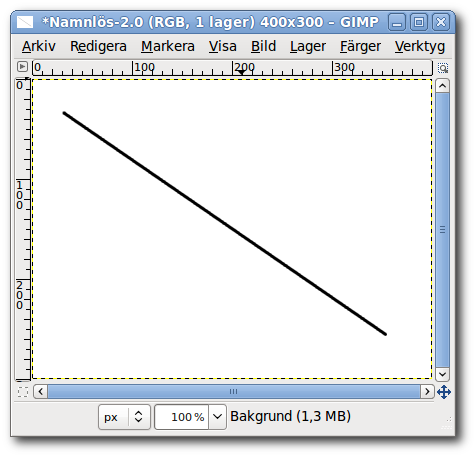 *Namnlös-2.0 (RGB, 1 lager) 400x300 – GIMP
Arkiv Redigera Markera Visa Bild Lager Färger Verktyg
0 100 200 300
0
100
200
px 100 % Bakgrund (1,3 MB)